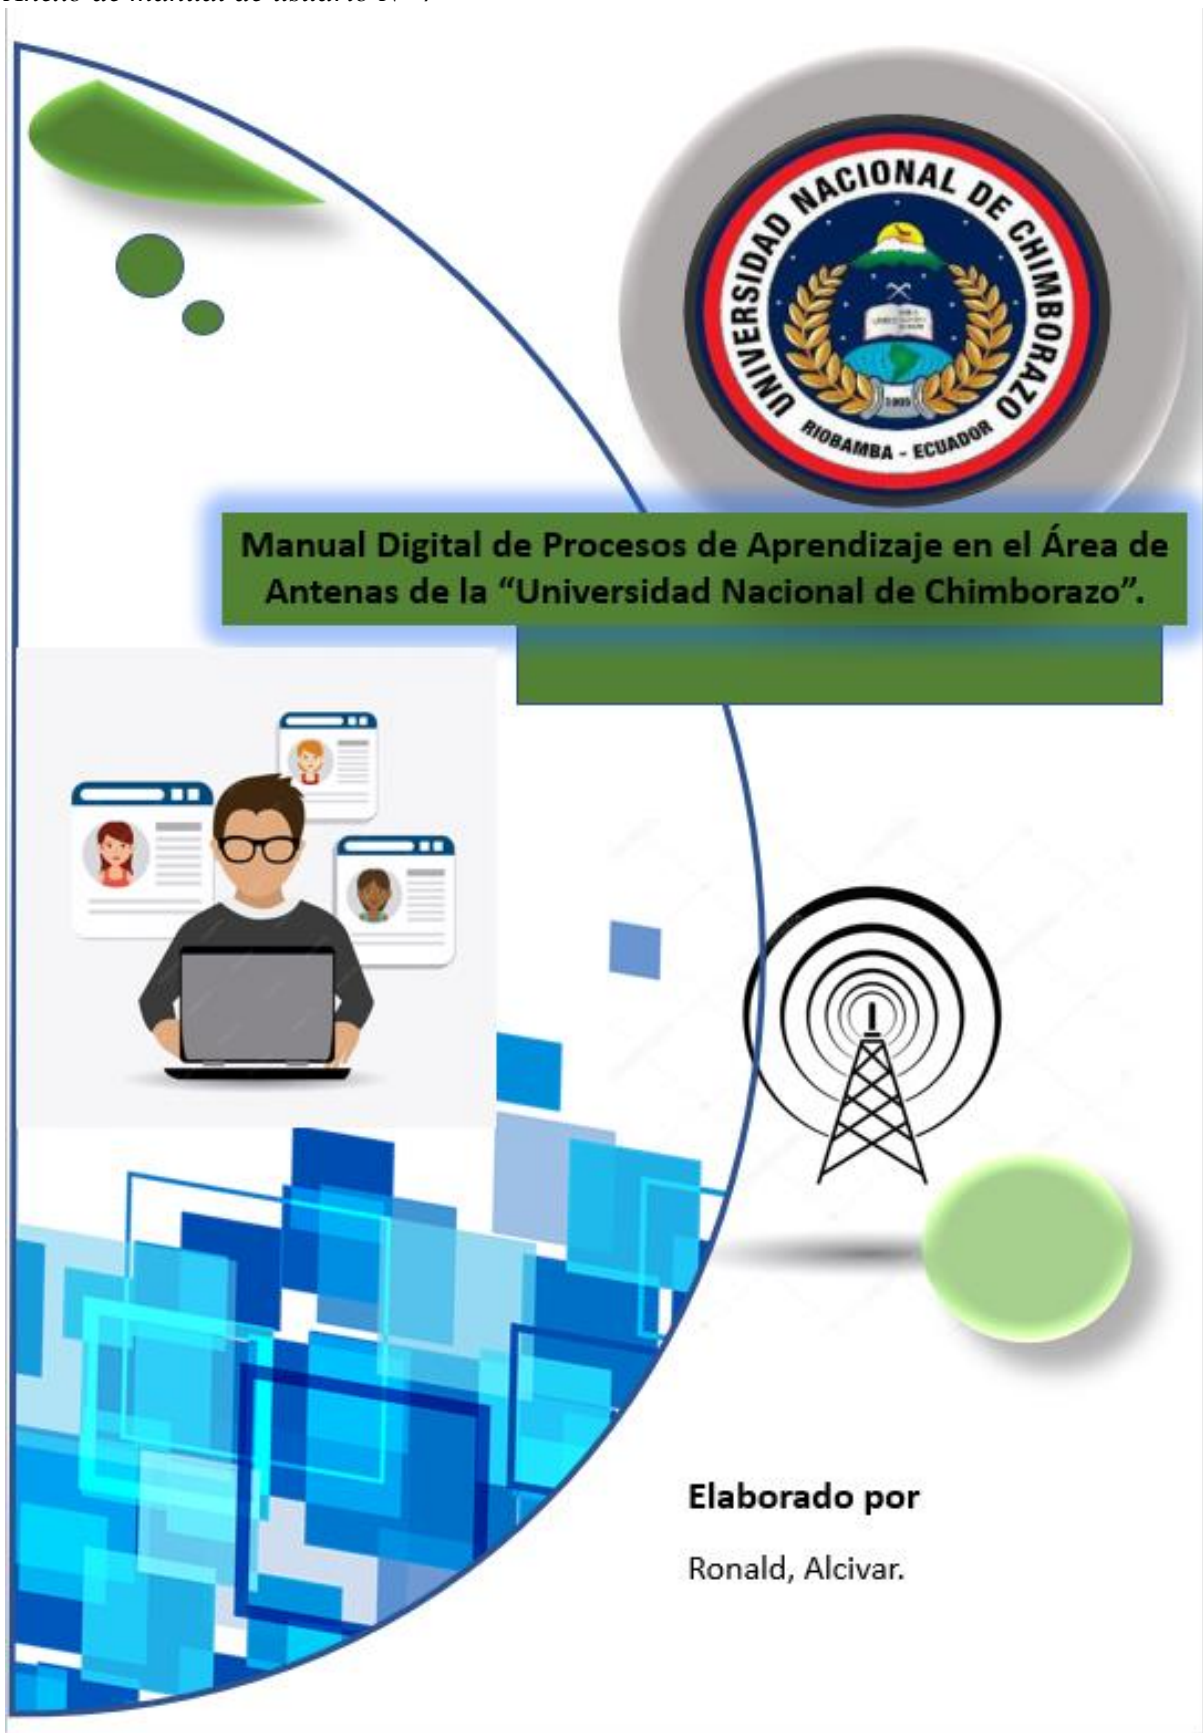 UNIVERSIDAD NACIONAL DE CHIMBORAZO
RIOBAMBA - ECUADOR
Manual Digital de Procesos de Aprendizaje en el Área de
Antenas de la “Universidad Nacional de Chimborazo”.
Elaborado por
Ronald, Alcivar.